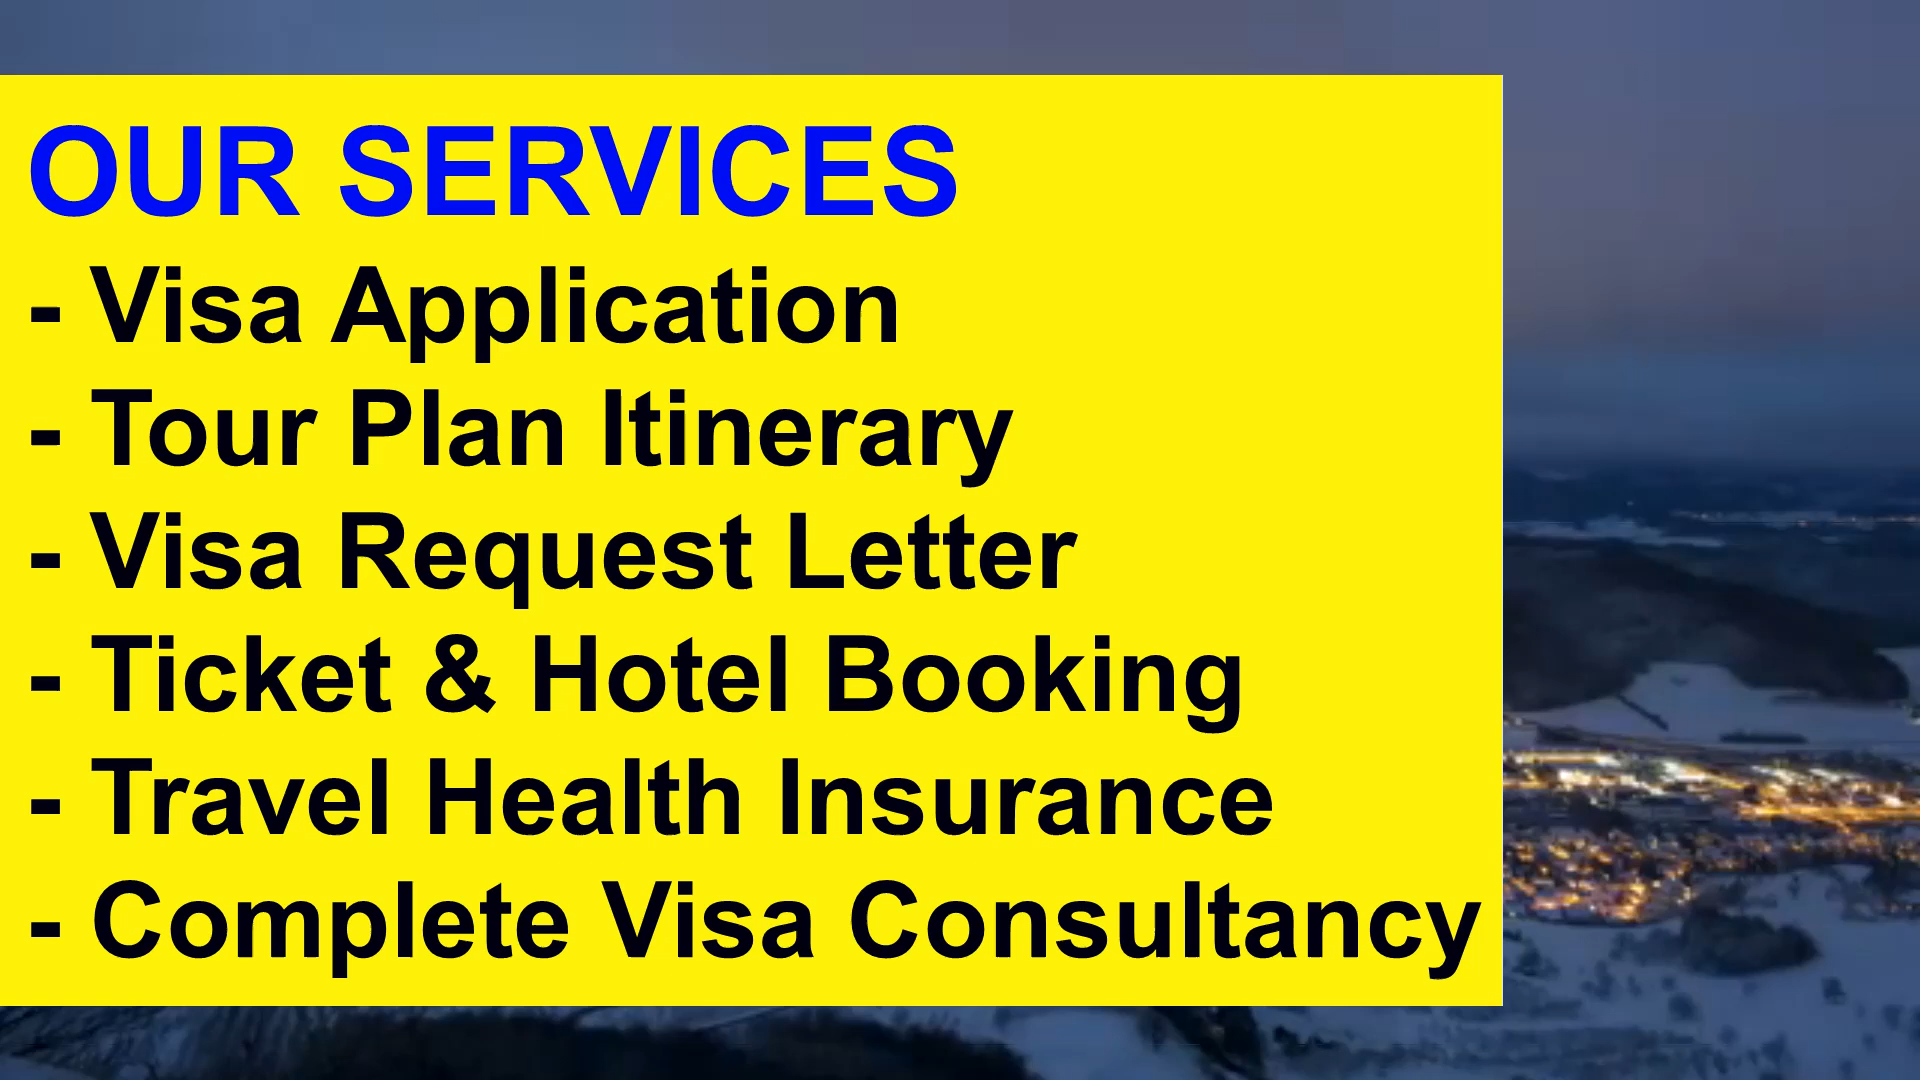 OUR SERVICES
- Visa Application
- Tour Plan Itinerary
- Visa Request Letter
- Ticket & Hotel Booking
- Travel Health Insurance
- Complete Visa Consultancy